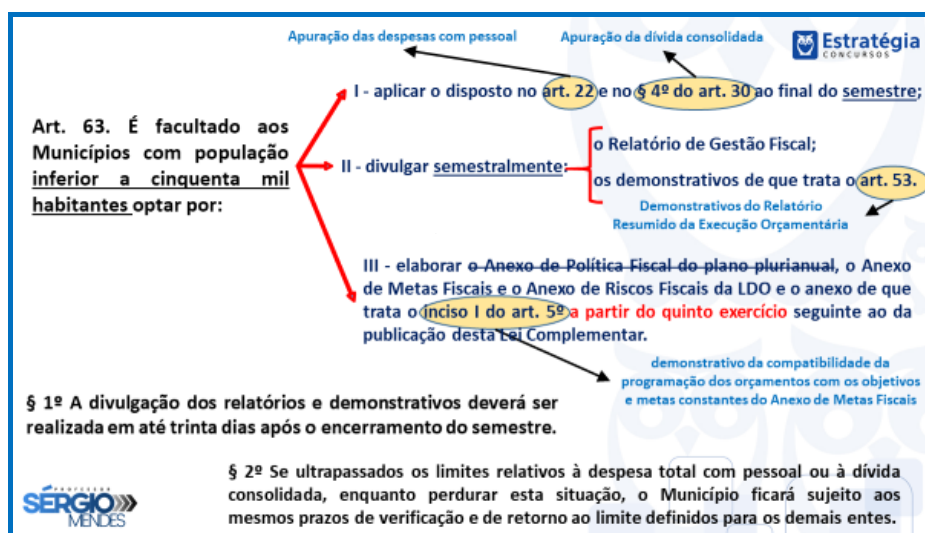 Apuração das despesas com pessoal
Apuração da dívida consolidada
Estratégia
CONCURSOS
Art. 63. É facultado aos
Municípios com população
inferior a cinquenta mil
habitantes optar por:
I - aplicar o disposto no art. 22 e no § 4º do art. 30 ao final do semestre;
II - divulgar semestralmente:
o Relatório de Gestão Fiscal;
os demonstrativos de que trata o art. 53.
Demonstrativos do Relatório
Resumido da Execução Orçamentária
III - elaborar o Anexo de Política Fiscal do plano plurianual, o Anexo
de Metas Fiscais e o Anexo de Riscos Fiscais da LDO e o anexo de que
trata o inciso I do art. 5º a partir do quinto exercício seguinte ao da
publicação desta Lei Complementar.
demonstrativo da compatibilidade da
programação dos orçamentos com os objetivos
e metas constantes do Anexo de Metas Fiscais
§ 1º A divulgação dos relatórios e demonstrativos deverá ser
realizada em até trinta dias após o encerramento do semestre.
§ 2º Se ultrapassados os limites relativos à despesa total com pessoal ou à dívida
consolidada, enquanto perdurar esta situação, o Município ficará sujeito aos
mesmos prazos de verificação e de retorno ao limite definidos para os demais entes.
PROFESSOR
SÉRGIO
MENDES